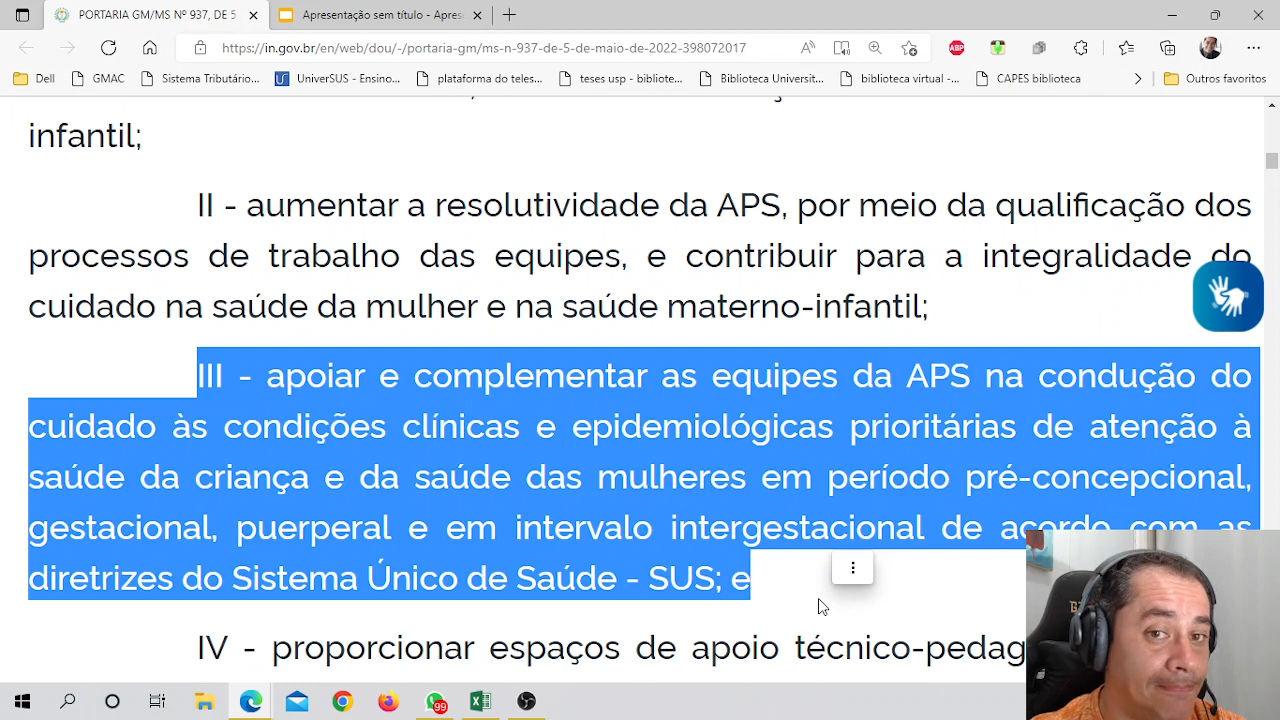 PORTARIA GM/MS Nº 937, DE 5
Apresentação sem título - Apres
https://in.gov.br/en/web/dou/-/portaria-gm/ms-n-937-de-5-de-maio-de-2022-398072017
ABP
Dell
GMAC
Sistema Tributário...
UniverSUS - Ensino...
plataforma do teles...
teses usp - bibliote...
Biblioteca Universit...
biblioteca virtual -...
CAPES biblioteca
Outros favoritos
infantil;
II - aumentar a resolutividade da APS, por meio da qualificação dos
processos de trabalho das equipes, e contribuir para a integralidade do
cuidado na saúde da mulher e na saúde materno-infantil;
III - apoiar e complementar as equipes da APS na condução do
cuidado às condições clínicas e epidemiológicas prioritárias de atenção à
saúde da criança e da saúde das mulheres em período pré-concepcional,
gestacional, puerperal e em intervalo intergestacional de acordo com as
diretrizes do Sistema Único de Saúde - SUS; e
IV - proporcionar espaços de apoio técnico-pedag
99